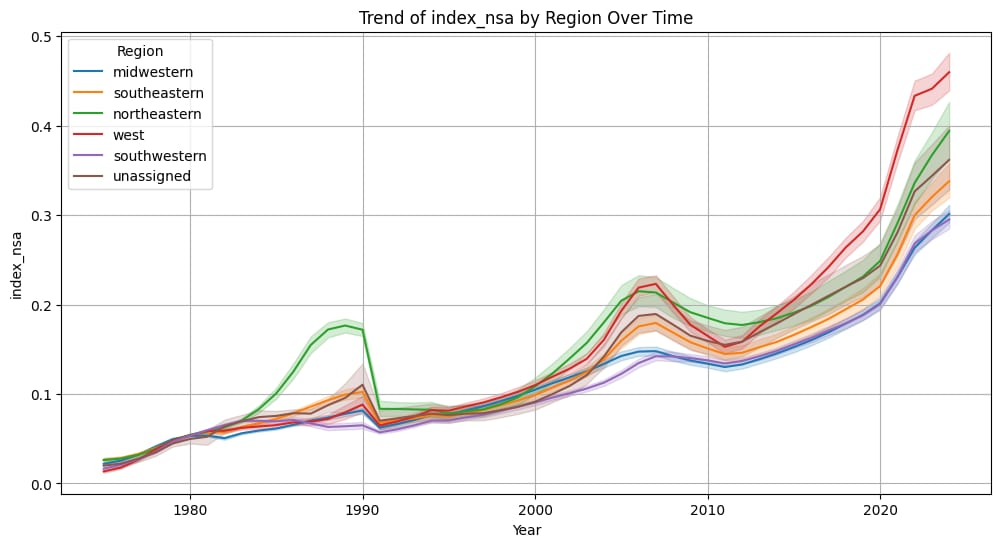 Trend of index_nsa by Region Over Time
index_nsa
0.5
0.4
0.3
0.2
0.1
0.0
Region
midwestern
southeastern
northeastern
west
southwestern
unassigned
1980
1990
2000
2010
2020
Year